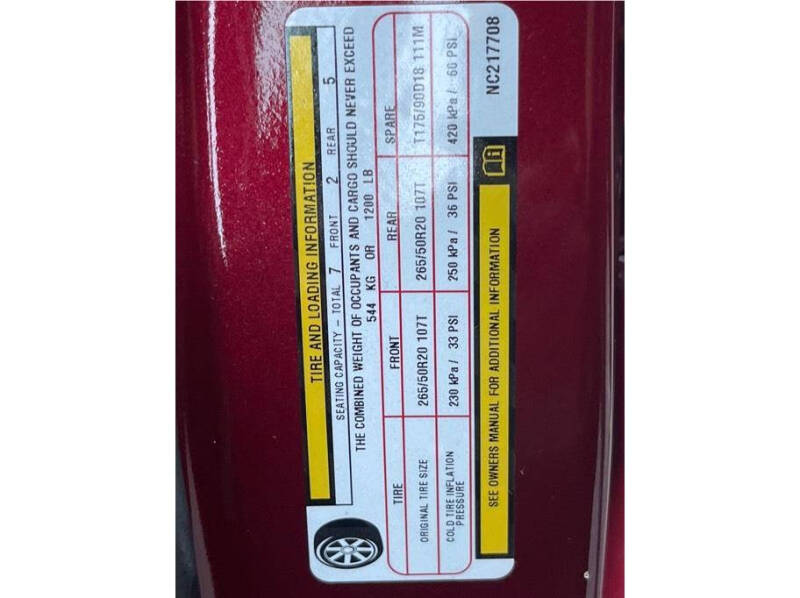 TIRE AND LOADING INFORMATION
SEATING CAPACITY – TOTAL 7 FRONT 2 REAR 5
THE COMBINED WEIGHT OF OCCUPANTS AND CARGO SHOULD NEVER EXCEED
544 KG OR 1200 LB
TIRE FRONT REAR SPARE
ORIGINAL TIRE SIZE 265/50R20 107T 265/50R20 107T T175/90D18 111M
COLD TIRE INFLATION
PRESSURE 230 kPa / 33 PSI 250 kPa / 36 PSI 420 kPa / 60 PSI
SEE OWNERS MANUAL FOR ADDITIONAL INFORMATION
NC217708